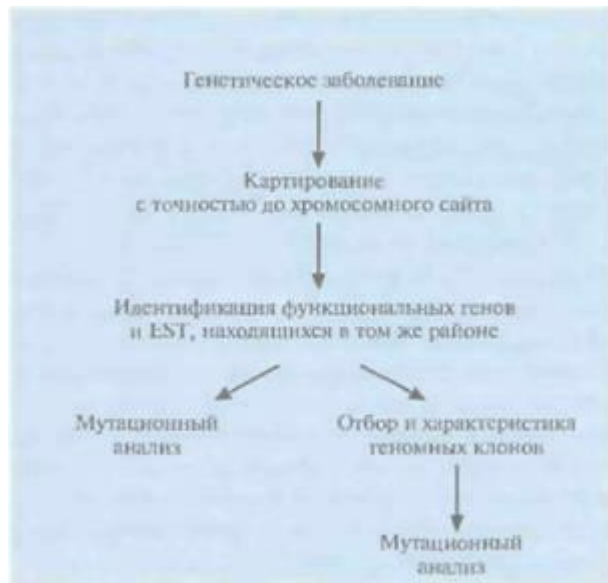 Генетическое заболевание
Картирование
с точностью до хромосомного сайта
Идентификация функциональных генов
и EST, находящихся в том же районе
Мутационный
анализ
Отбор и характеристика
геномных клонов
Мутационный
анализ